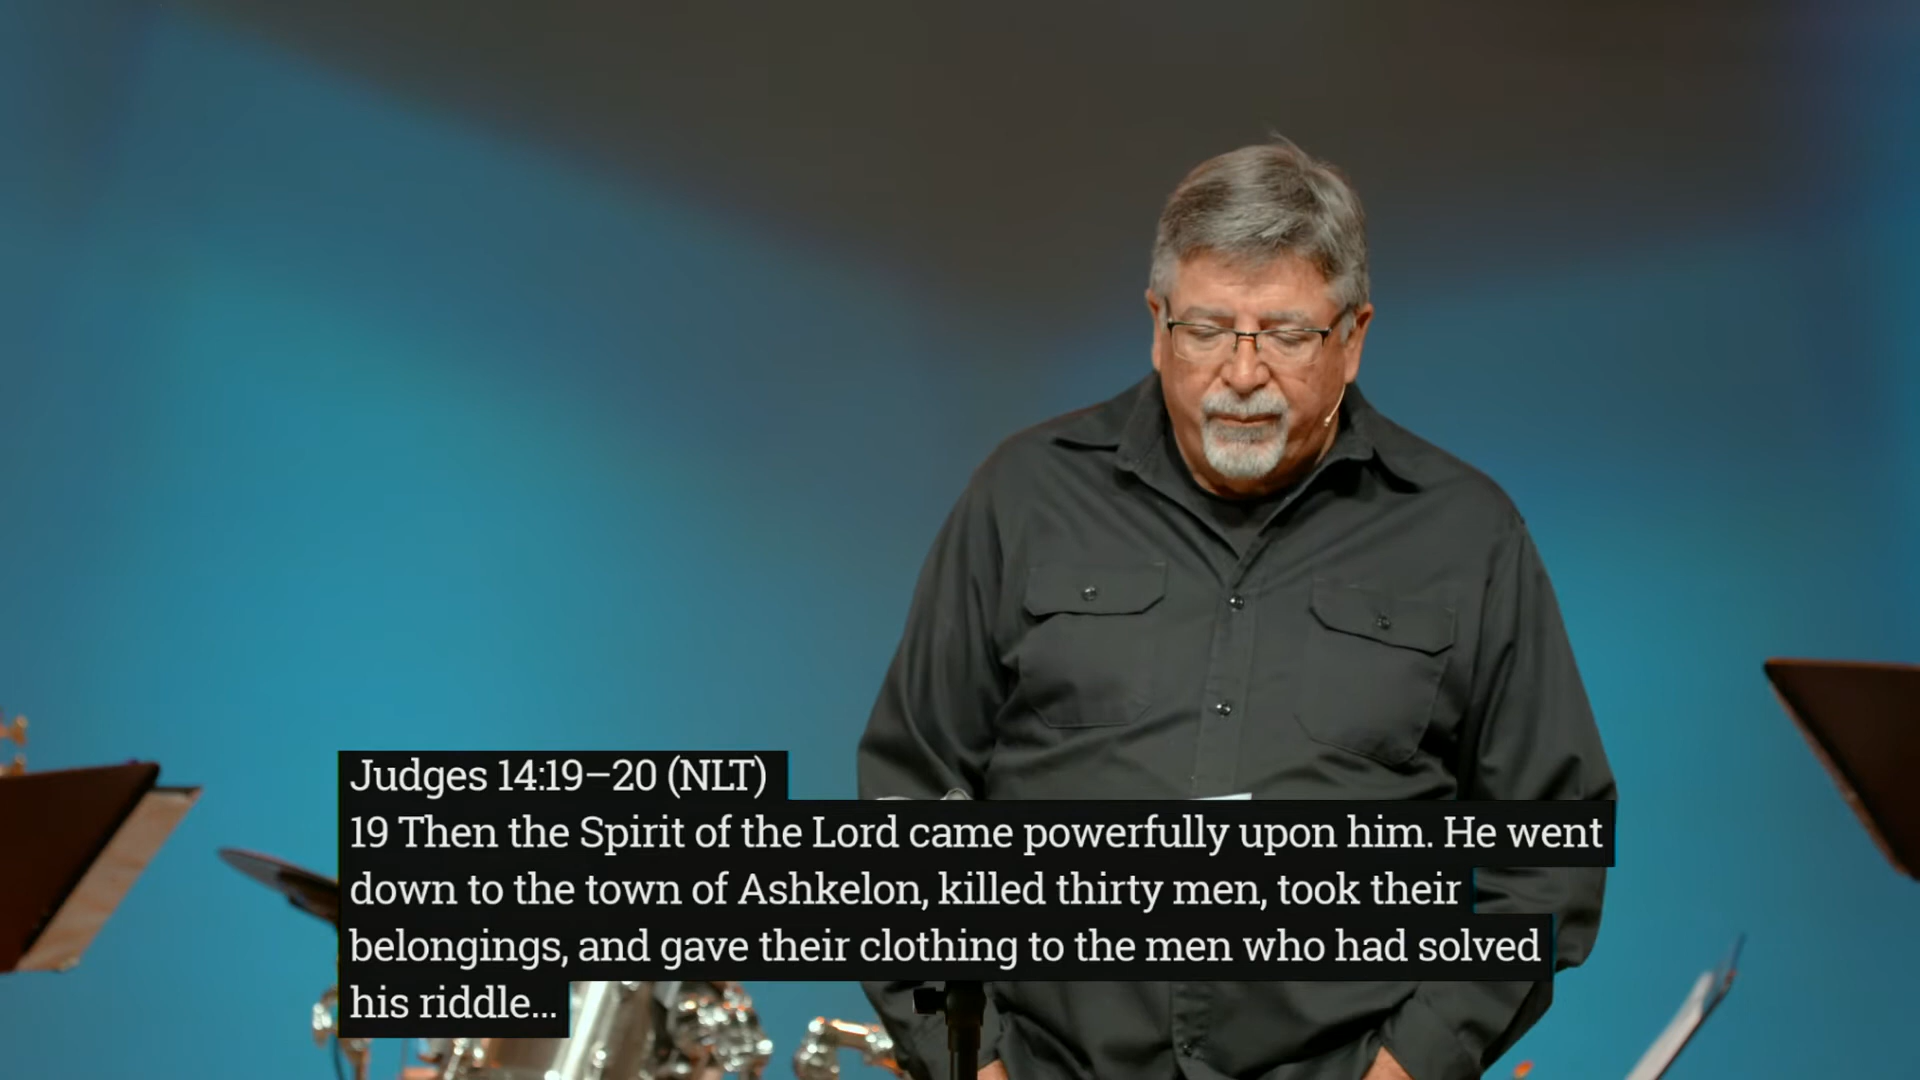 Judges 14:19–20 (NLT)
19 Then the Spirit of the Lord came powerfully upon him. He went
down to the town of Ashkelon, killed thirty men, took their
belongings, and gave their clothing to the men who had solved
his riddle...